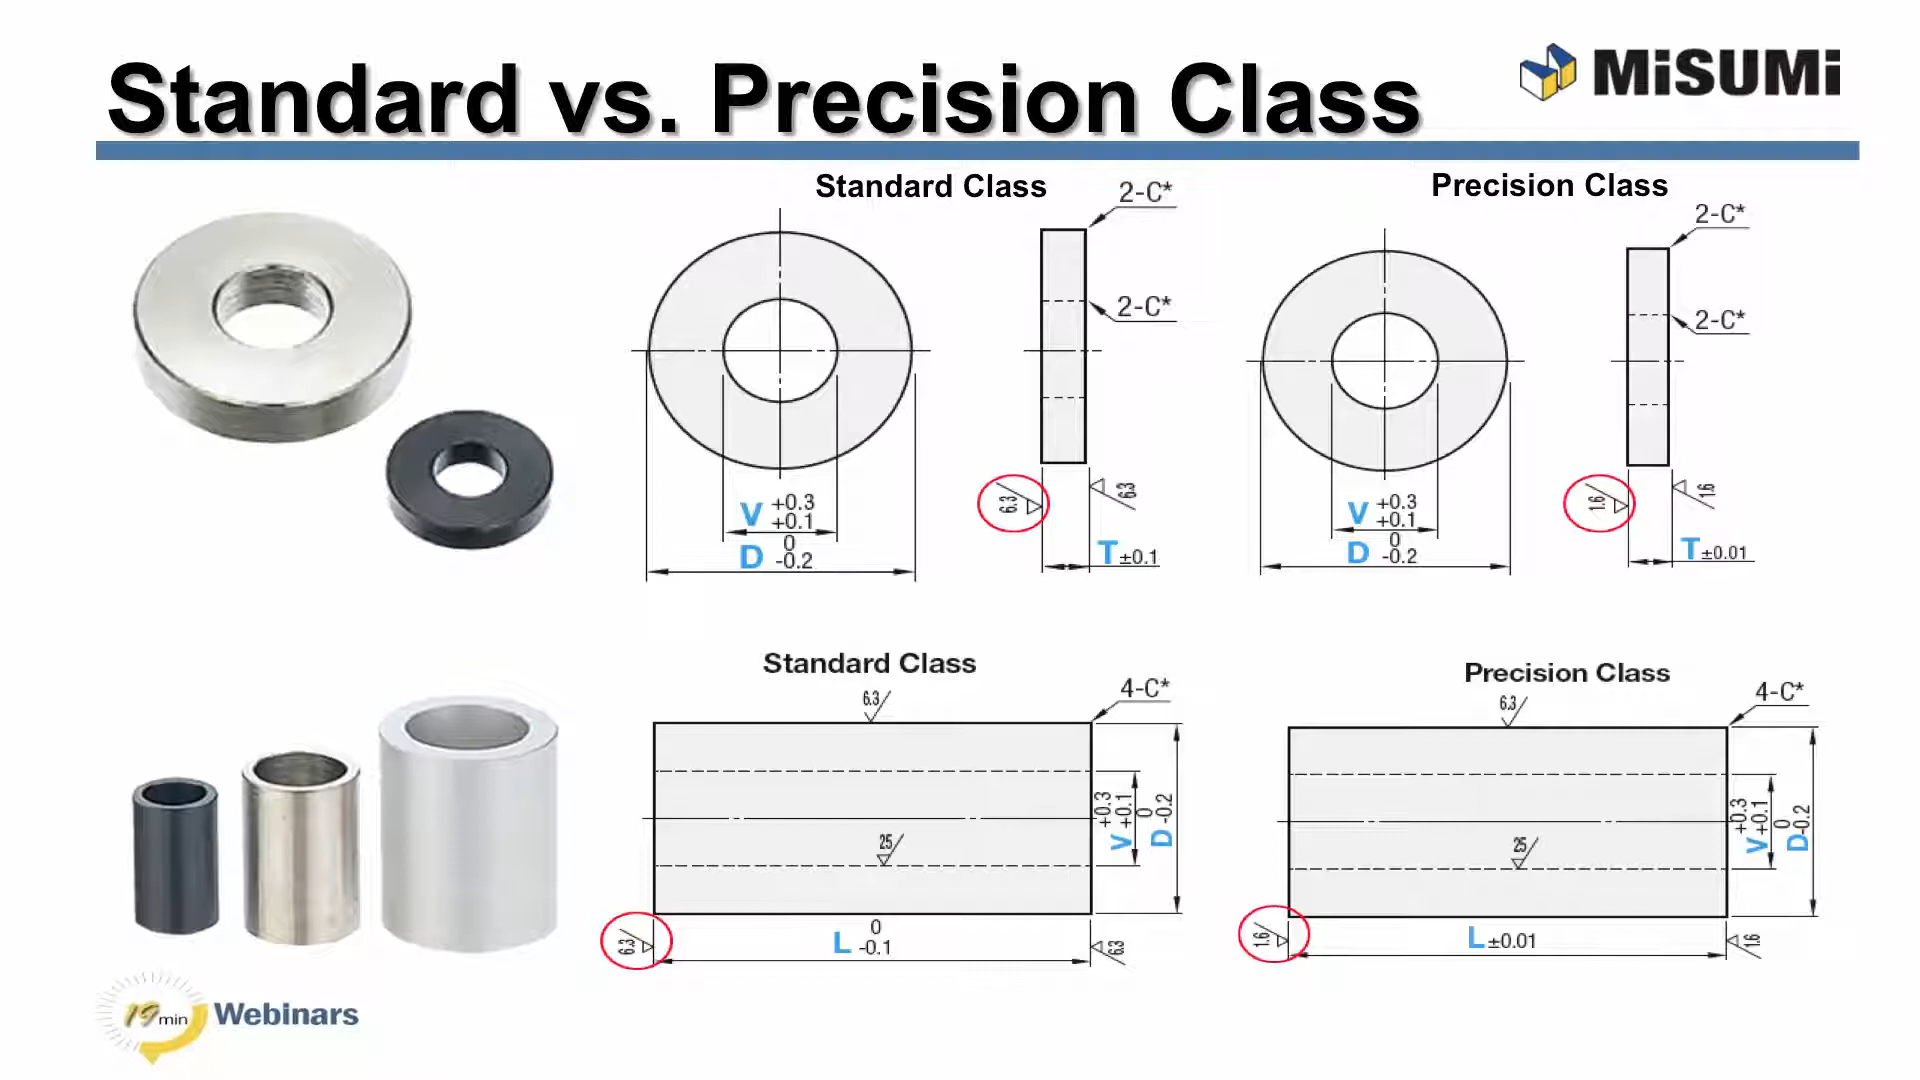 Standard vs. Precision Class
MiSUMi
Standard Class
2-C*
2-C*
6.3
6.3
V +0.3 +0.1
D 0 -0.2
T ±0.1
Precision Class
2-C*
2-C*
1.6
1.6
V +0.3 +0.1
D 0 -0.2
T ±0.01
Standard Class
6.3
4-C*
25
V +0.3 +0.1
D 0 -0.2
6.3
L 0 -0.1
6.3
Precision Class
6.3
4-C*
25
V +0.3 +0.1
D 0 -0.2
1.6
L ±0.01
1.6
19 min Webinars